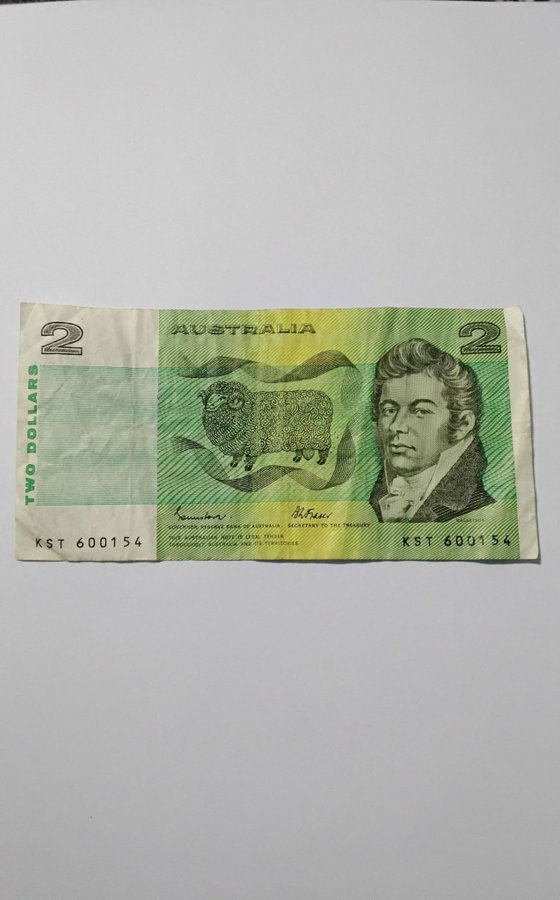 2
AUSTRALIA
2
TWO DOLLARS
GOVERNOR, RESERVE BANK OF AUSTRALIA. SECRETARY TO THE TREASURY
THIS AUSTRALIAN NOTE IS LEGAL TENDER
THROUGHOUT AUSTRALIA AND ITS TERRITORIES
MACARTHUR
KST 600154
KST 600154